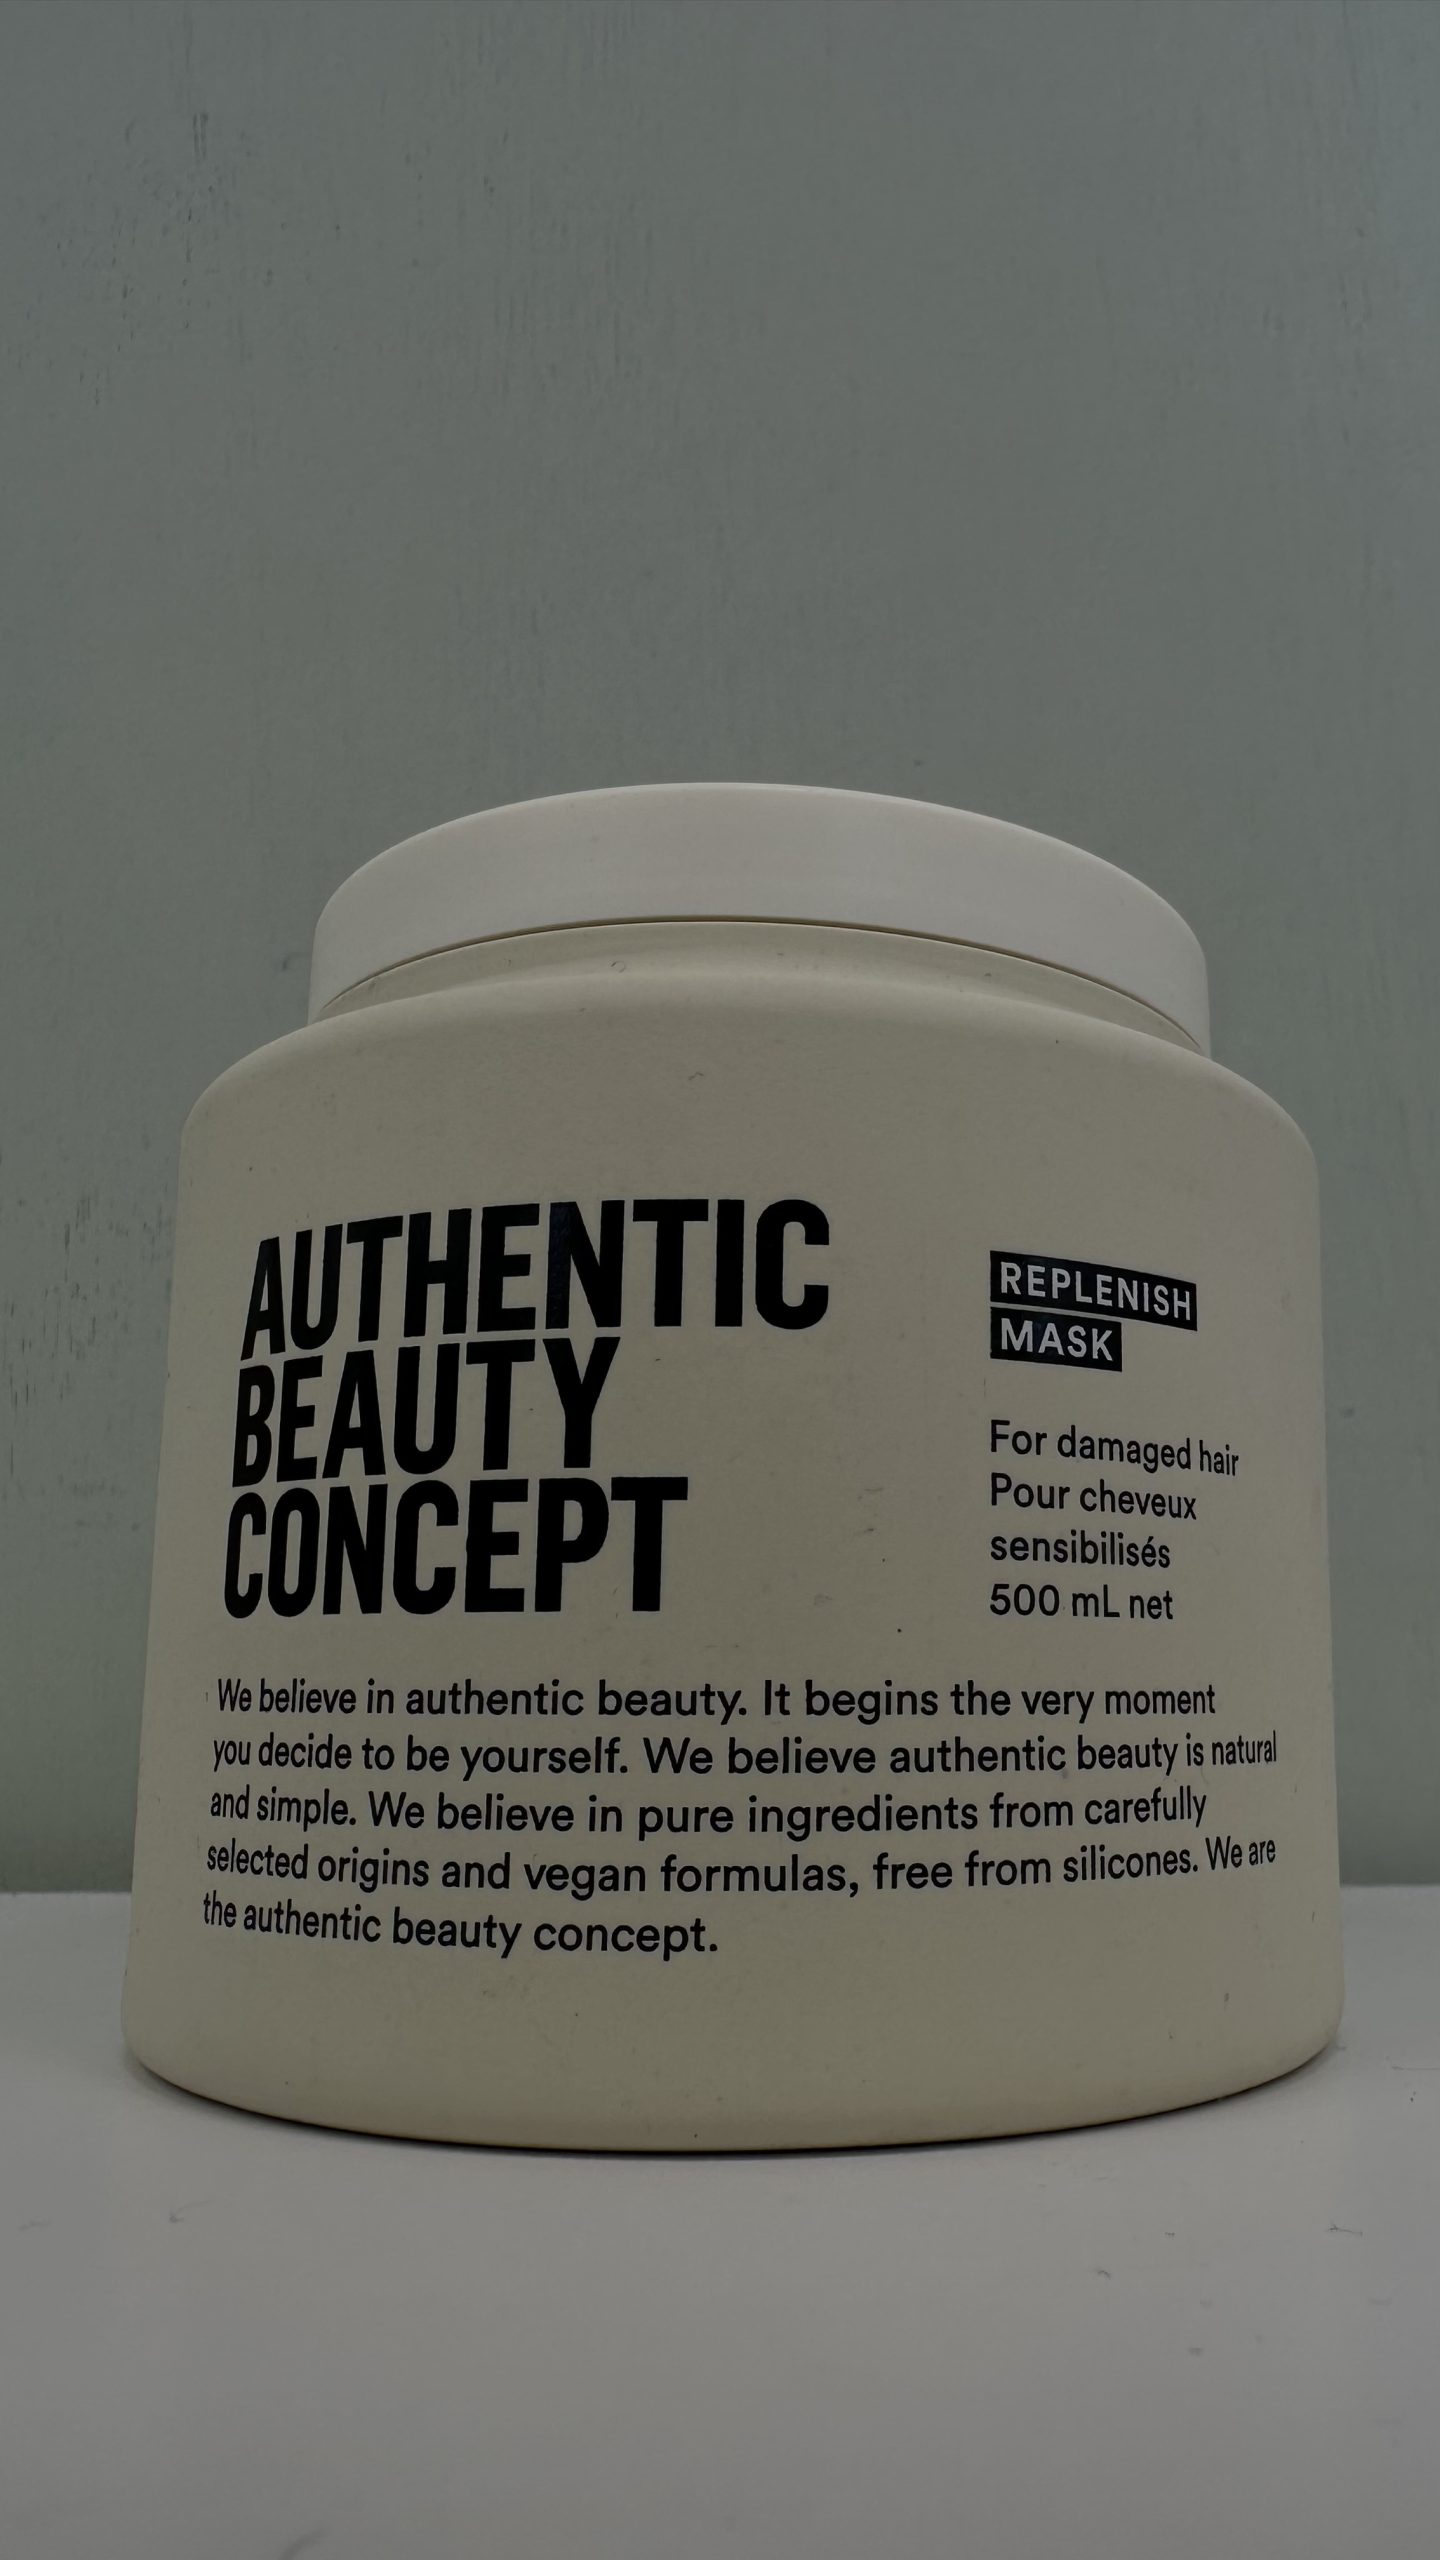 AUTHENTIC
BEAUTY
CONCEPT
REPLENISH
MASK
For damaged hair
Pour cheveux
sensibilisés
500 mL net
We believe in authentic beauty. It begins the very moment
you decide to be yourself. We believe authentic beauty is natural
and simple. We believe in pure ingredients from carefully
selected origins and vegan formulas, free from silicones. We are
the authentic beauty concept.